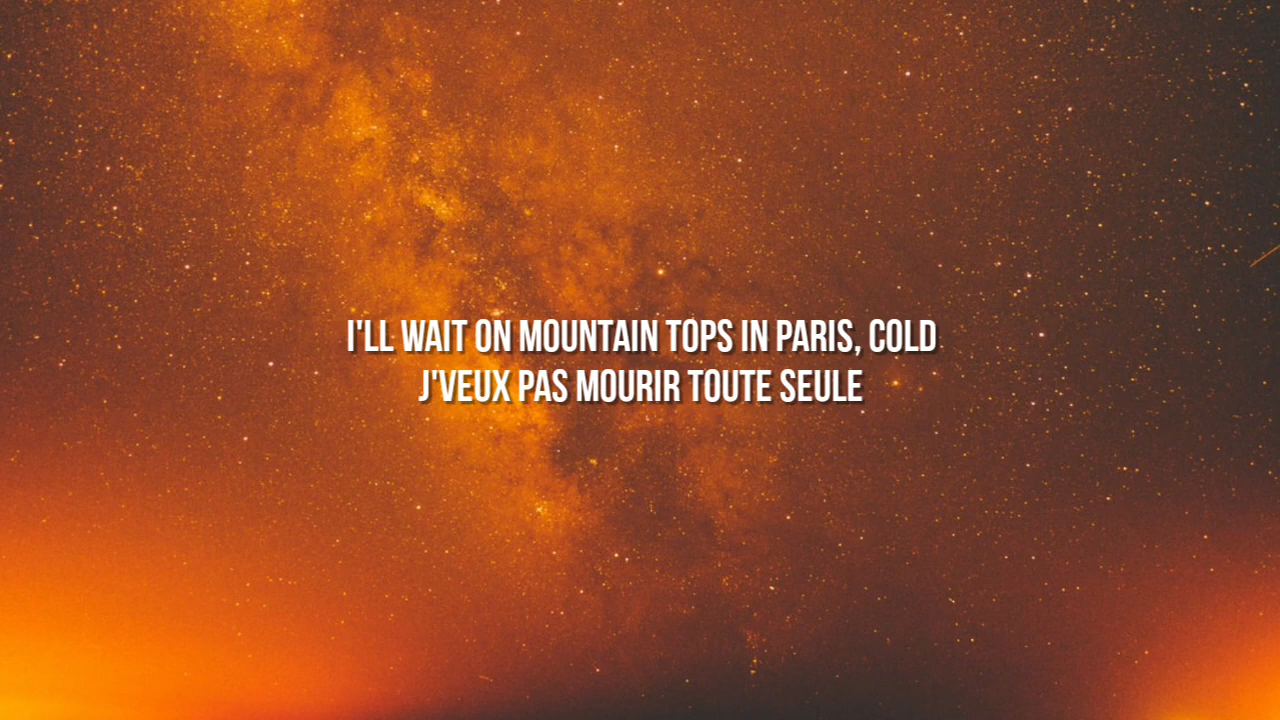 I'LL WAIT ON MOUNTAIN TOPS IN PARIS, COLD
J'VEUX PAS MOURIR TOUTE SEULE